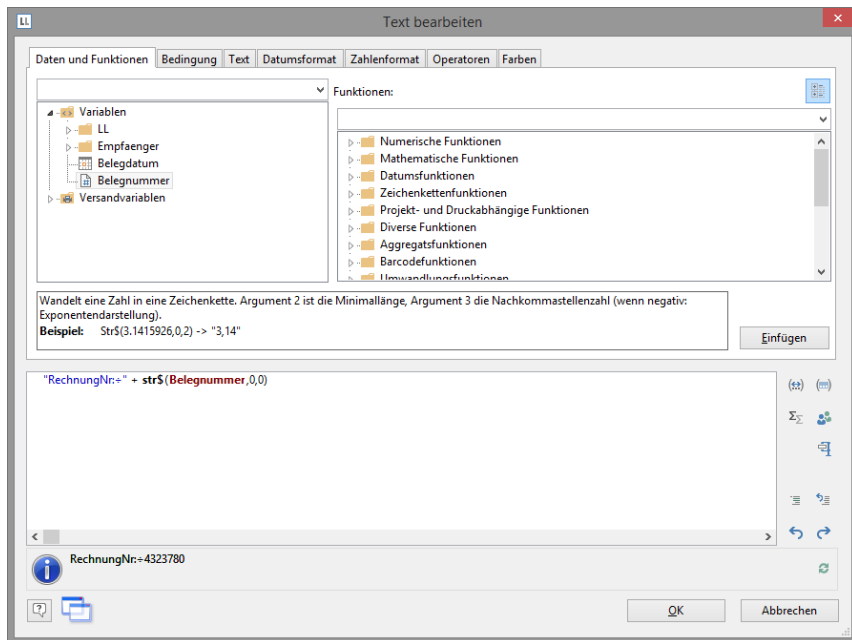 LL
Text bearbeiten
Daten und Funktionen Bedingung Text Datumsformat Zahlenformat Operatoren Farben
Funktionen:
Variablen
LL
Empfaenger
Belegdatum
Belegnummer
Versandvariablen
Numerische Funktionen
Mathematische Funktionen
Datumsfunktionen
Zeichenkettenfunktionen
Projekt- und Druckabhängige Funktionen
Diverse Funktionen
Aggregatsfunktionen
Barcodefunktionen
Umwandlungsfunktionen
Wandelt eine Zahl in eine Zeichenkette. Argument 2 ist die Minimallänge, Argument 3 die Nachkommastellenzahl (wenn negativ:
Exponentendarstellung).
Beispiel: Str$(3.1415926,0,2) -> "3,14"
Einfügen
"RechnungNr:÷" + str$(Belegnummer,0,0)
RechnungNr:÷4323780
OK Abbrechen